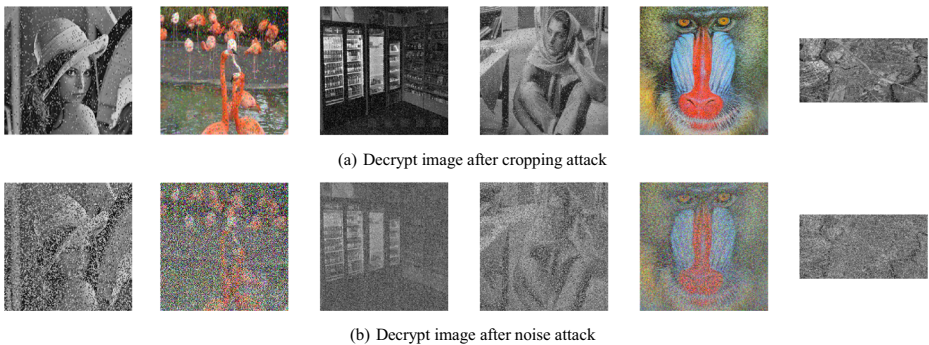 (a) Decrypt image after cropping attack
(b) Decrypt image after noise attack